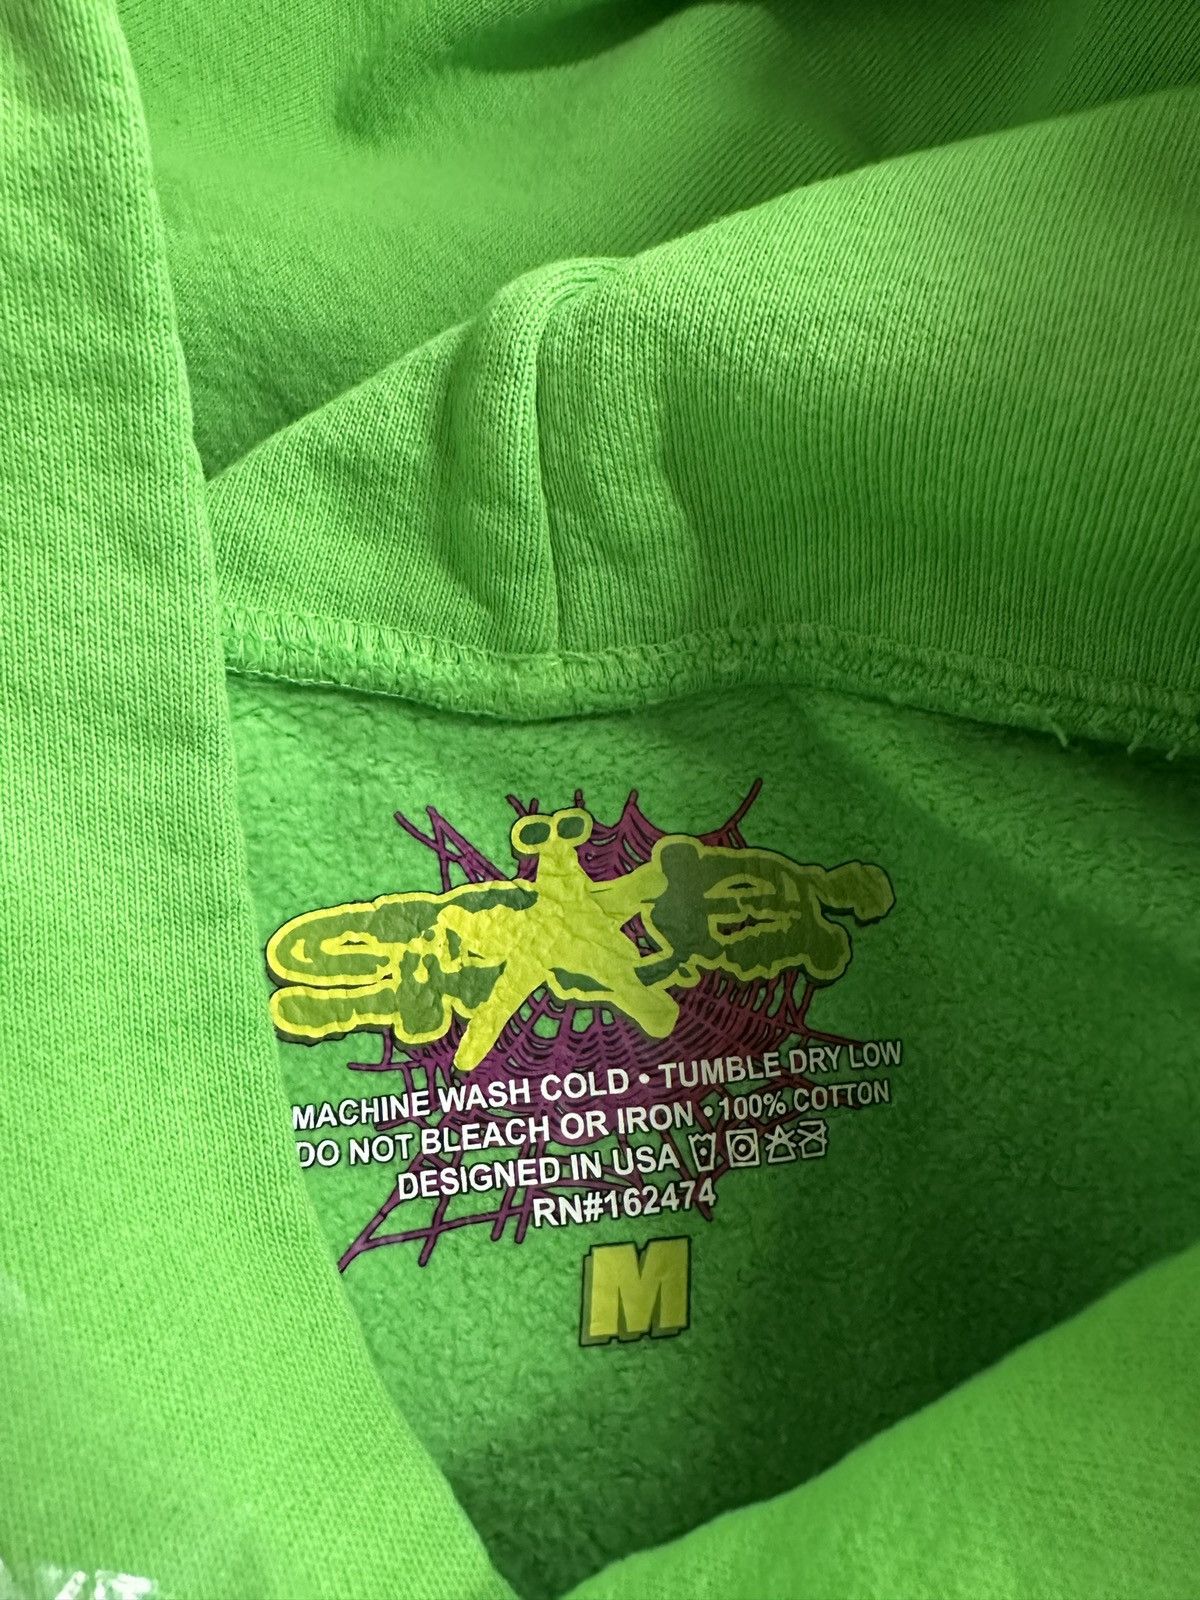 MACHINE WASH COLD • TUMBLE DRY LOW
DO NOT BLEACH OR IRON • 100% COTTON
DESIGNED IN USA
RN#162474
M